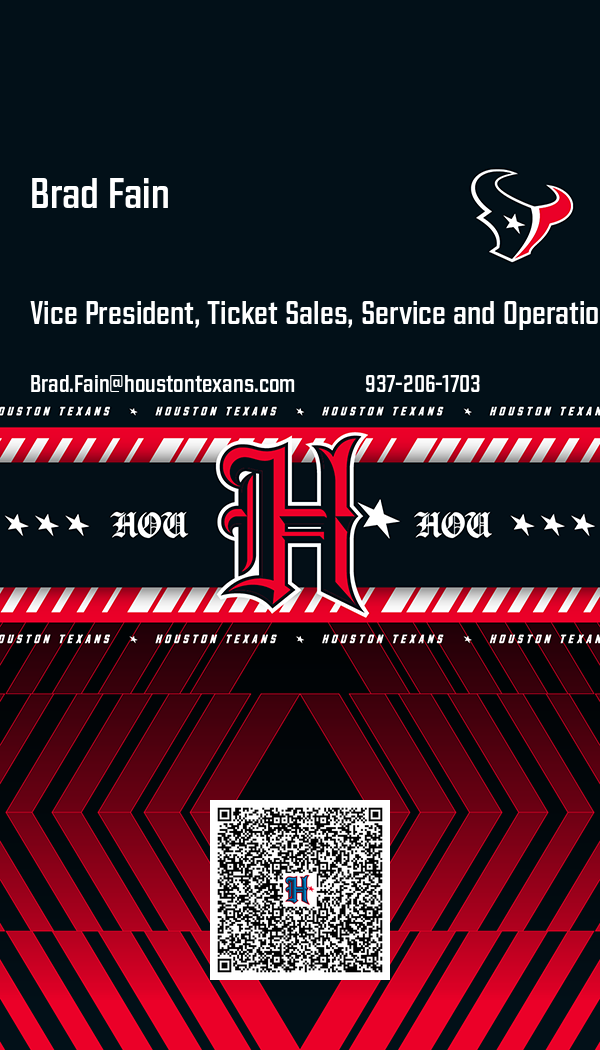 Brad Fain
Vice President, Ticket Sales, Service and Operatio
Brad.Fain@houstontexans.com 937-206-1703
OUSTON TEXANS ★ HOUSTON TEXANS ★ HOUSTON TEXANS ★ HOUSTON TEXAN
★ ★ ★ HOU H★ HOU ★ ★ ★
OUSTON TEXANS ★ HOUSTON TEXANS ★ HOUSTON TEXANS ★ HOUSTON TEXAN
H